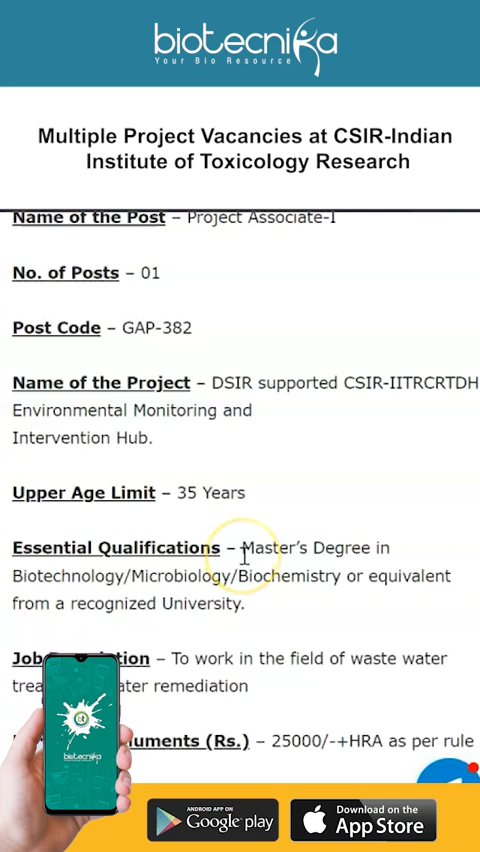 biotecnika
Your Bio Resource
Multiple Project Vacancies at CSIR-Indian
Institute of Toxicology Research
Name of the Post – Project Associate-I
No. of Posts – 01
Post Code – GAP-382
Name of the Project – DSIR supported CSIR-IITRCRTDH
Environmental Monitoring and
Intervention Hub.
Upper Age Limit – 35 Years
Essential Qualifications – Master's Degree in
Biotechnology/Microbiology/Biochemistry or equivalent
from a recognized University.
Job – To work in the field of waste water
remediation
(Rs.) – 25000/-+HRA as per rule
biotecnika
ANDROID APP ON
Google play
Download on the
App Store